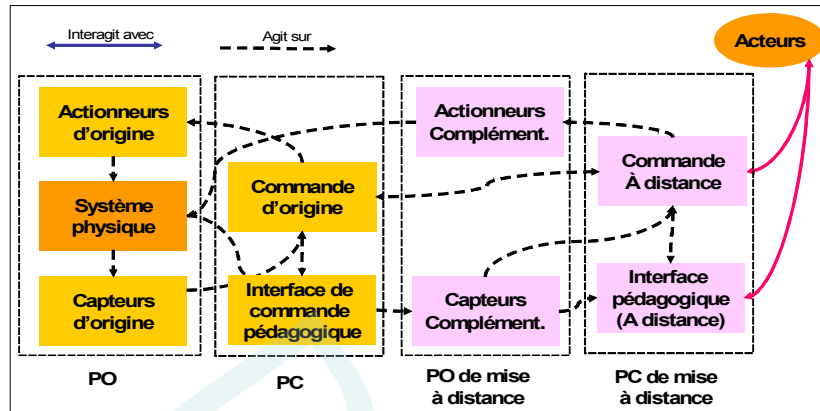 Interagit avec
Agit sur
Acteurs
Actionneurs
d'origine
Système
physique
Capteurs
d'origine
PO
Commande
d'origine
Interface de
commande
pédagogique
PC
Actionneurs
Complément.
Capteurs
Complément.
PO de mise
à distance
Commande
À distance
Interface
pédagogique
(A distance)
PC de mise
à distance